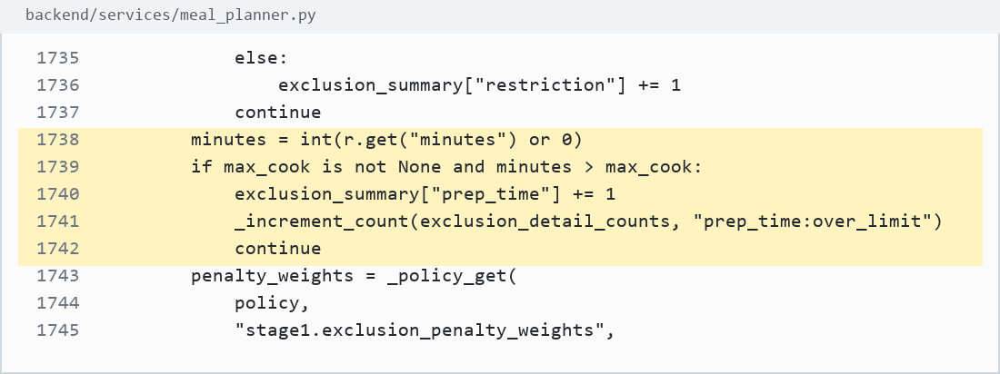 backend/services/meal_planner.py
1735 else:
1736 exclusion_summary["restriction"] += 1
1737 continue
1738 minutes = int(r.get("minutes") or 0)
1739 if max_cook is not None and minutes > max_cook:
1740 exclusion_summary["prep_time"] += 1
1741 _increment_count(exclusion_detail_counts, "prep_time:over_limit")
1742 continue
1743 penalty_weights = _policy_get(
1744 policy,
1745 "stage1.exclusion_penalty_weights",